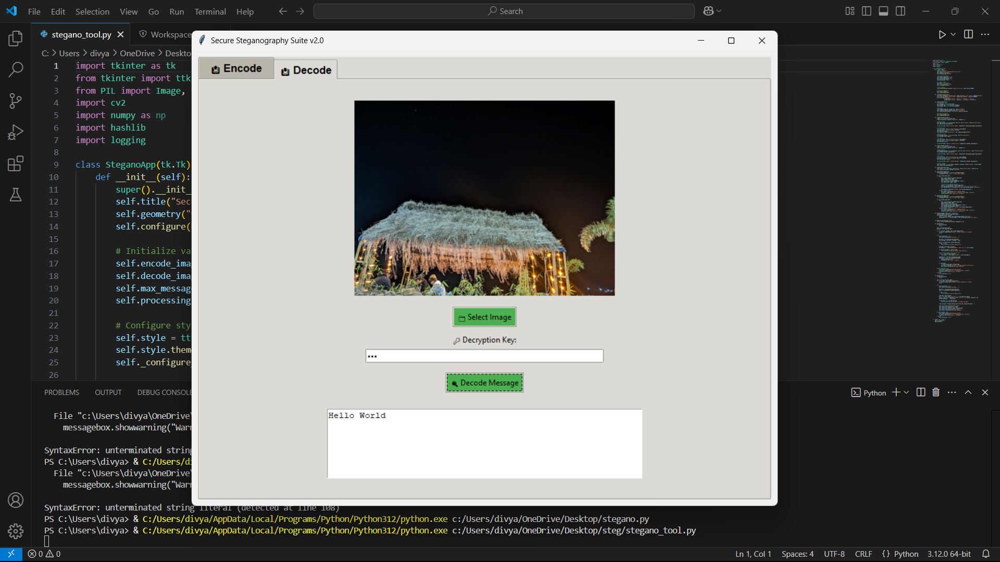 File Edit Selection View Go Run Terminal Help
Search
stegano_tool.py
Workspace
C: > Users > divya > OneDrive > Deskto
1 import tkinter as tk
2 from tkinter import ttk
3 from PIL import Image,
4 import cv2
5 import numpy as np
6 import hashlib
7 import logging
8
9 class SteganoApp(tk.Tk)
10 def __init__(self):
11 super().__init_
12 self.title("Sec
13 self.geometry("
14 self.configure(
15
16 # Initialize va
17 self.encode_ima
18 self.decode_ima
19 self.max_message
20 self.processing
21
22 # Configure sty
23 self.style = tt
24 self.style.them
25 self._configure_
26
Secure Steganography Suite v2.0
Encode Decode
Select Image
Decryption Key:
•••
Decode Message
Hello World
PROBLEMS OUTPUT DEBUG CONSOLE
Python
File "c:\Users\divya\OneDrive\
messagebox.showwarning("Warn
SyntaxError: unterminated string
PS C:\Users\divya> & C:/Users/di
File "c:\Users\divya\OneDrive\
messagebox.showwarning("Warn
SyntaxError: unterminated string literal (detected at line 108)
PS C:\Users\divya> & C:/Users/divya/AppData/Local/Programs/Python/Python312/python.exe c:/Users/divya/OneDrive/Desktop/stegano.py
PS C:\Users\divya> & C:/Users/divya/AppData/Local/Programs/Python/Python312/python.exe c:/Users/divya/OneDrive/Desktop/steg/stegano_tool.py
0 0
Ln 1, Col 1 Spaces: 4 UTF-8 CRLF {} Python 3.12.0 64-bit